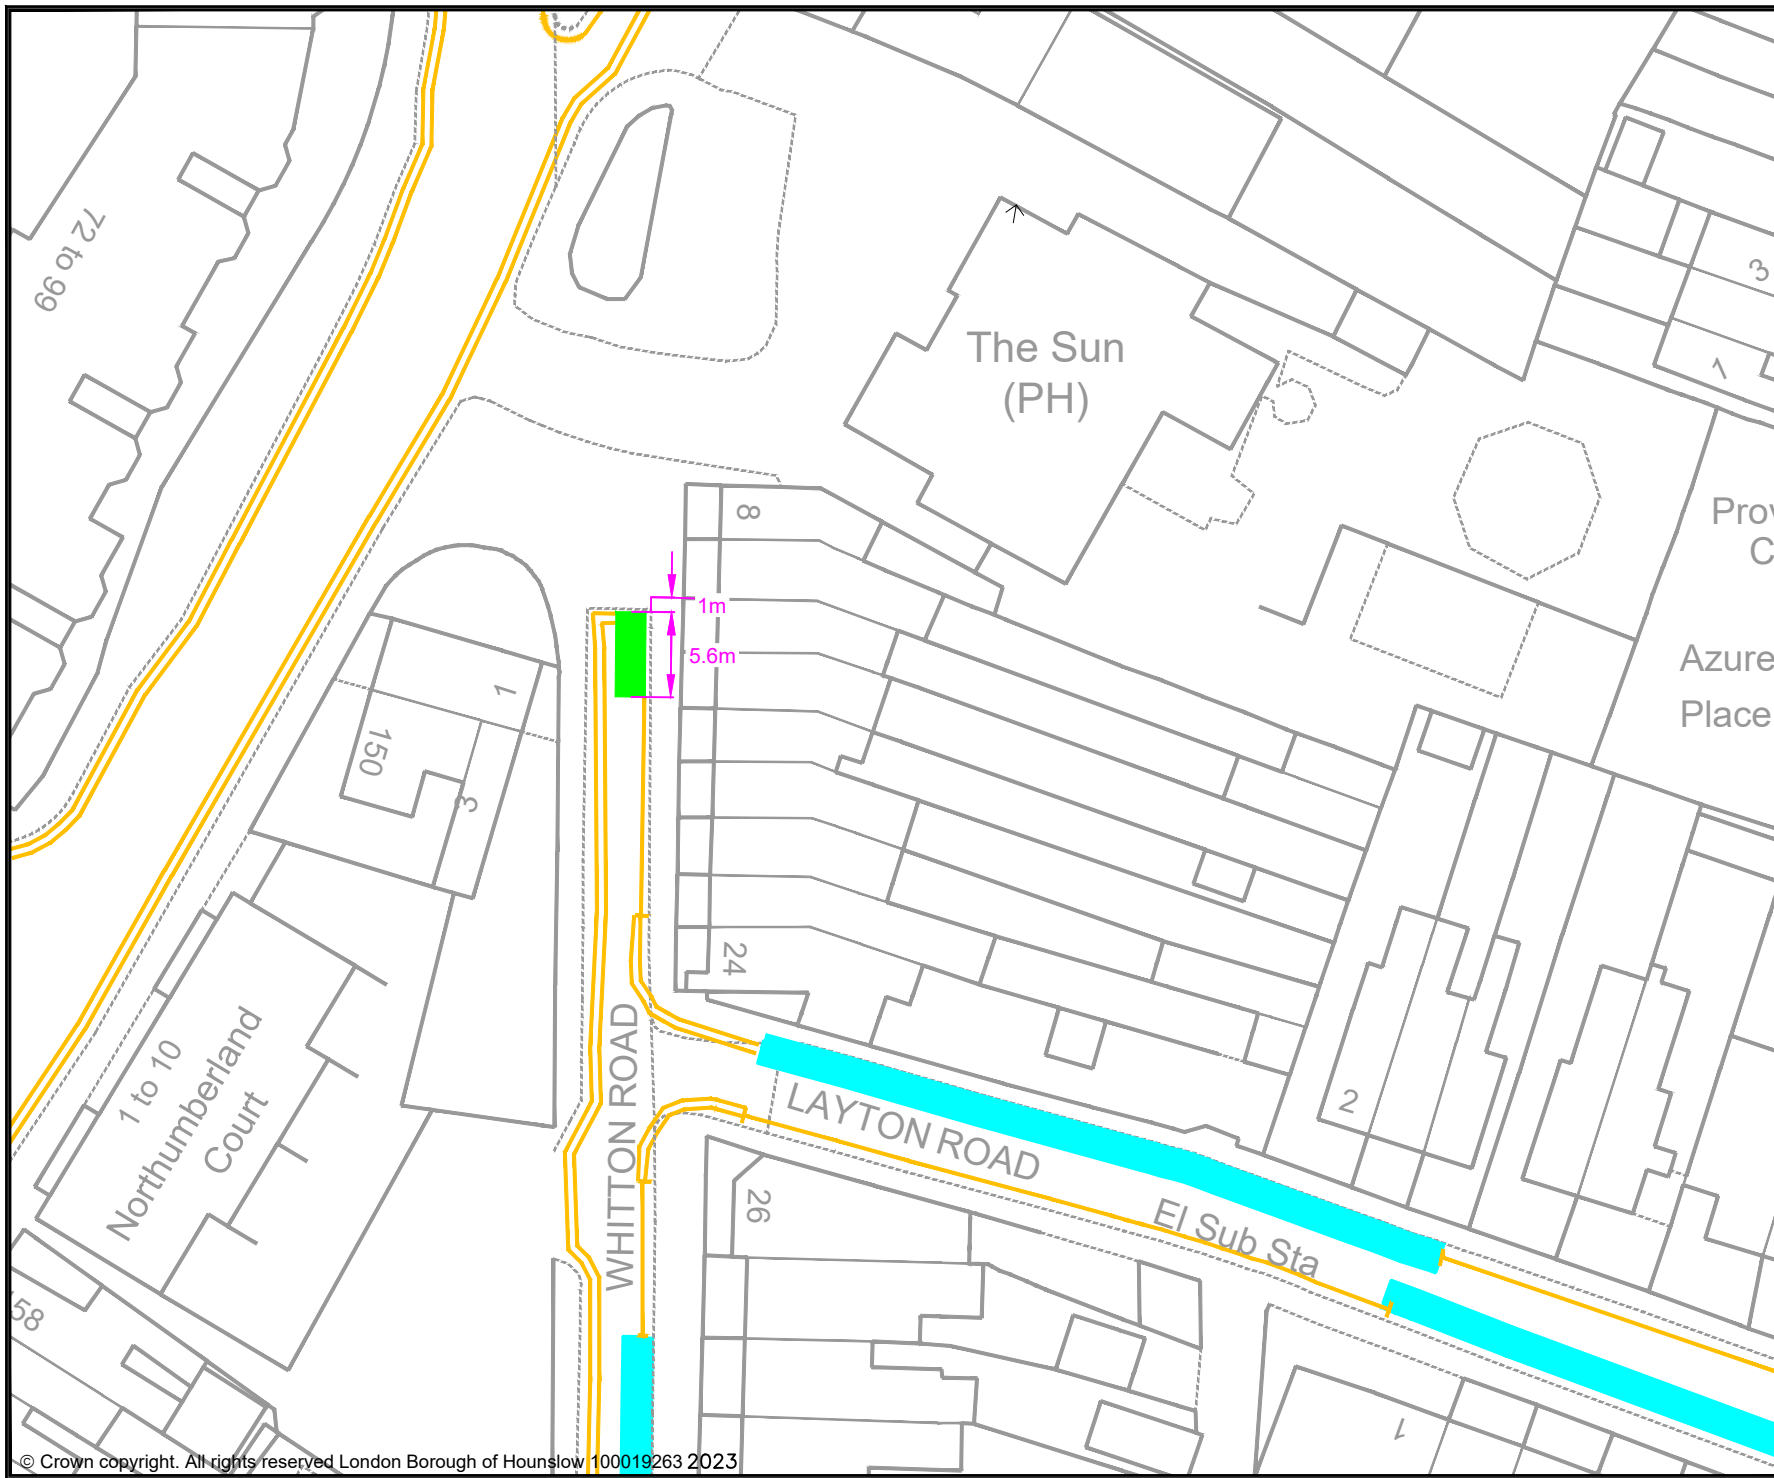 72 to 99
The Sun
(PH)
3
1
8
Prov
C
1m
5.6m
Azure
Place
1
150
3
24
1 to 10
Northumberland
Court
WHITTON ROAD
LAYTON ROAD
2
26
El Sub Sta
58
1
© Crown copyright. All rights reserved London Borough of Hounslow 100019263 2023